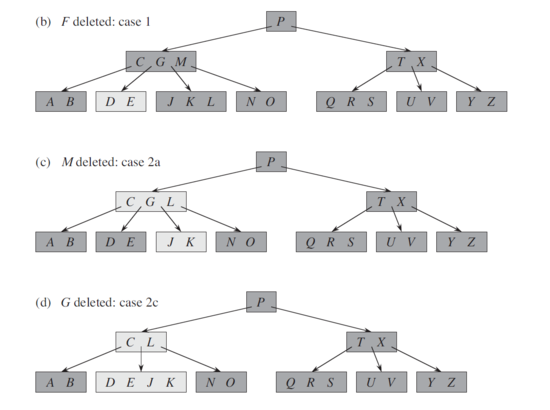 (b) F deleted: case 1
P
C G M
T X
A B
D E
J K L
N O
Q R S
U V
Y Z
(c) M deleted: case 2a
P
C G L
T X
A B
D E
J K
N O
Q R S
U V
Y Z
(d) G deleted: case 2c
P
C L
T X
A B
D E J K
N O
Q R S
U V
Y Z